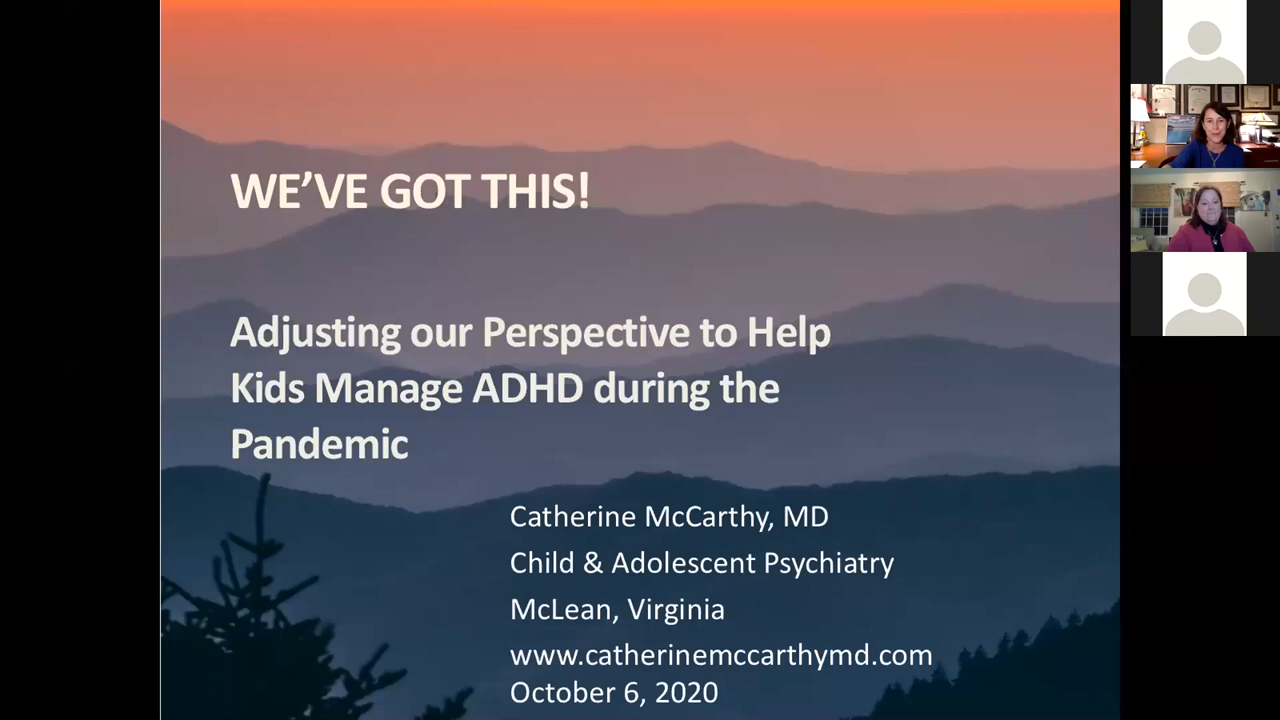 WE’VE GOT THIS!
Adjusting our Perspective to Help
Kids Manage ADHD during the
Pandemic
Catherine McCarthy, MD
Child & Adolescent Psychiatry
McLean, Virginia
www.catherinemccarthymd.com
October 6, 2020